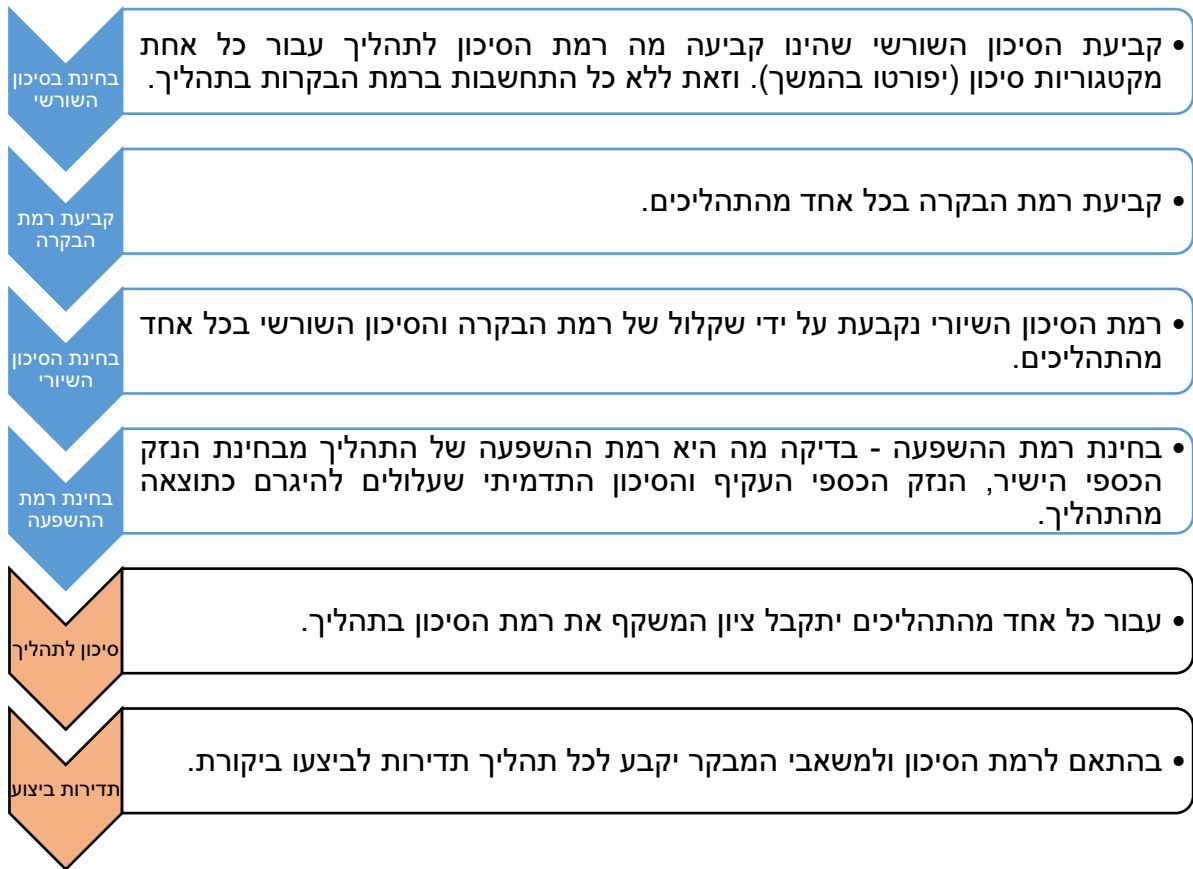 בחינת בסיכון
השורשי
• קביעת הסיכון השורשי שהינו קביעה מה רמת הסיכון לתהליך עבור כל אחת
מקטגוריות סיכון (יפורטו בהמשך). וזאת ללא כל התחשבות ברמת הבקרות בתהליך.
קביעת רמת
הבקרה
• קביעת רמת הבקרה בכל אחד מהתהליכים.
בחינת הסיכון
השיורי
• רמת הסיכון השיורי נקבעת על ידי שקלול של רמת הבקרה והסיכון השורשי בכל אחד
מהתהליכים.
בחינת רמת
ההשפעה
• בחינת רמת ההשפעה - בדיקה מה היא רמת ההשפעה של התהליך מבחינת הנזק
הכספי הישיר, הנזק הכספי העקיף והסיכון התדמיתי שעלולים להיגרם כתוצאה
מהתהליך.
סיכון לתהליך
• עבור כל אחד מהתהליכים יתקבל ציון המשקף את רמת הסיכון בתהליך.
תדירות ביצוע
• בהתאם לרמת הסיכון ולמשאבי המבקר יקבע לכל תהליך תדירות לביצעו ביקורת.